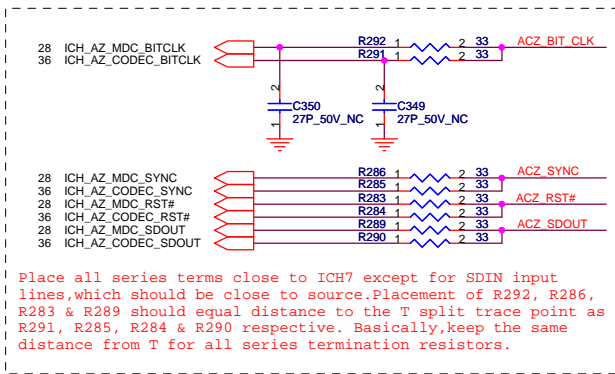 28 ICH_AZ_MDC_BITCLK R292 1 2 33 ACZ_BIT_CLK
36 ICH_AZ_CODEC_BITCLK R291 1 2 33
2 2
C350 C349
27P_50V_NC 27P_50V_NC
1 1
28 ICH_AZ_MDC_SYNC R286 1 2 33 ACZ_SYNC
36 ICH_AZ_CODEC_SYNC R285 1 2 33
28 ICH_AZ_MDC_RST# R283 1 2 33 ACZ_RST#
36 ICH_AZ_CODEC_RST# R284 1 2 33
28 ICH_AZ_MDC_SDOUT R289 1 2 33 ACZ_SDOUT
36 ICH_AZ_CODEC_SDOUT R290 1 2 33
Place all series terms close to ICH7 except for SDIN input
lines,which should be close to source.Placement of R292, R286,
R283 & R289 should equal distance to the T split trace point as
R291, R285, R284 & R290 respective. Basically,keep the same
distance from T for all series termination resistors.